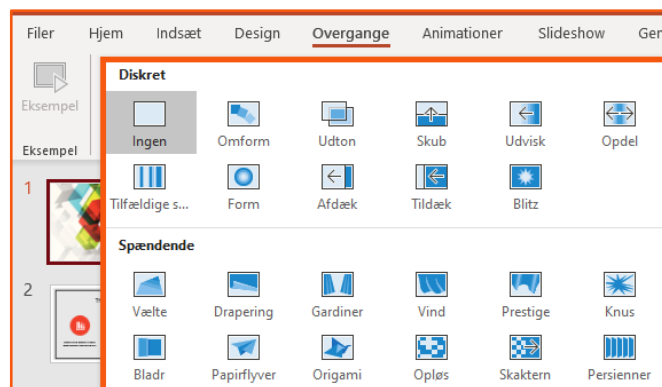 Filer Hjem Indsæt Design Overgange Animationer Slideshow
Eksempel
Eksempel
Diskret
Ingen Omform Udton Skub Udvisk Opdel
Tilfældige s... Form Afdæk Tildæk Blitz
Spændende
Vælte Drapering Gardiner Vind Prestige Knus
Bladr Papirflyver Origami Opløs Skaktern Persienner
1
2